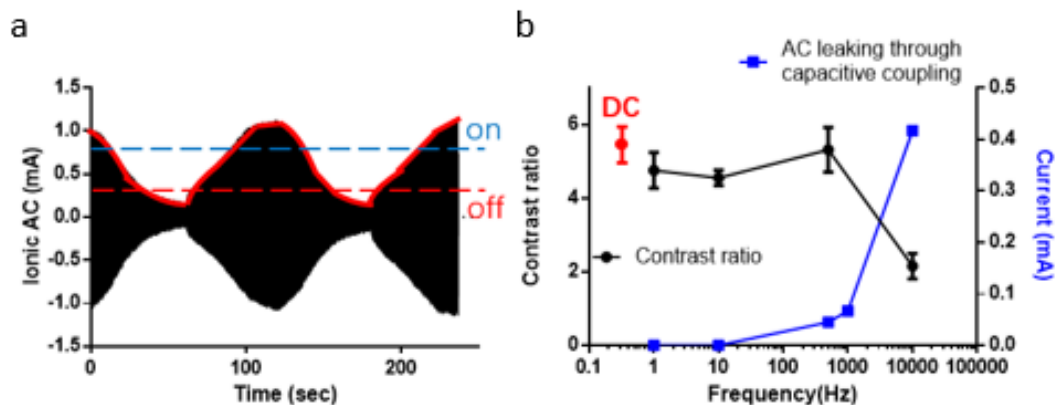 a
1.5
1.0
0.5
0.0
-0.5
-1.0
-1.5
Ionic AC (mA)
on
off
0
100
200
Time (sec)
b
AC leaking through
capacitive coupling
DC
6
4
2
0
Contrast ratio
Contrast ratio
0.5
0.4
0.3
0.2
0.1
0.0
Current (mA)
0.1
1
10
100
1000
10000
100000
Frequency(Hz)